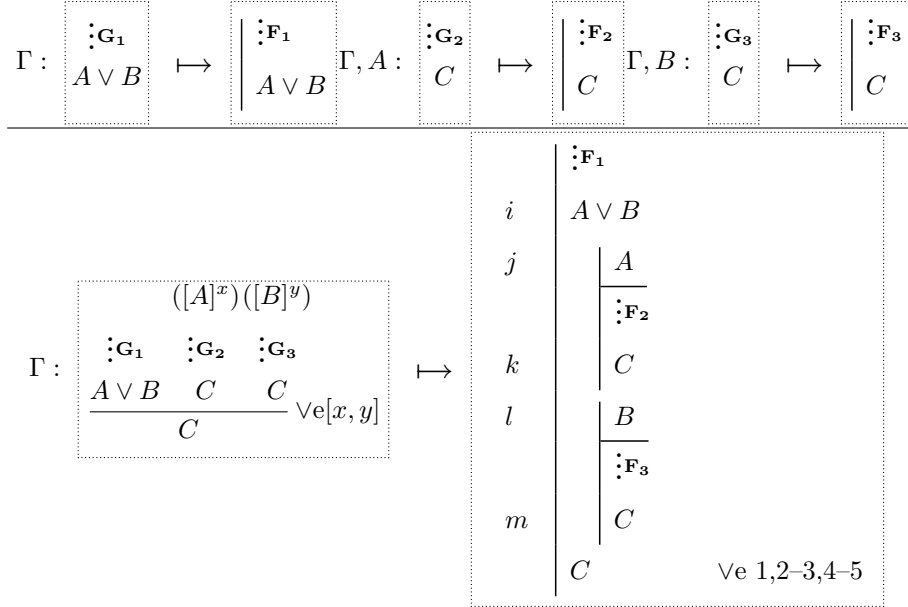 Γ : ⋮G₁ ↦ ⋮F₁ Γ, A : ⋮G₂ ↦ ⋮F₂ Γ, B : ⋮G₃ ↦ ⋮F₃
A ∨ B A ∨ B C C C C
⋮F₁
i A ∨ B
j A
⋮F₂
k C
l B
⋮F₃
m C
C ∨e 1,2–3,4–5
([A]ˣ)([B]ʸ)
⋮G₁ ⋮G₂ ⋮G₃
Γ : ↦
A ∨ B C C
∨e[x, y]
C